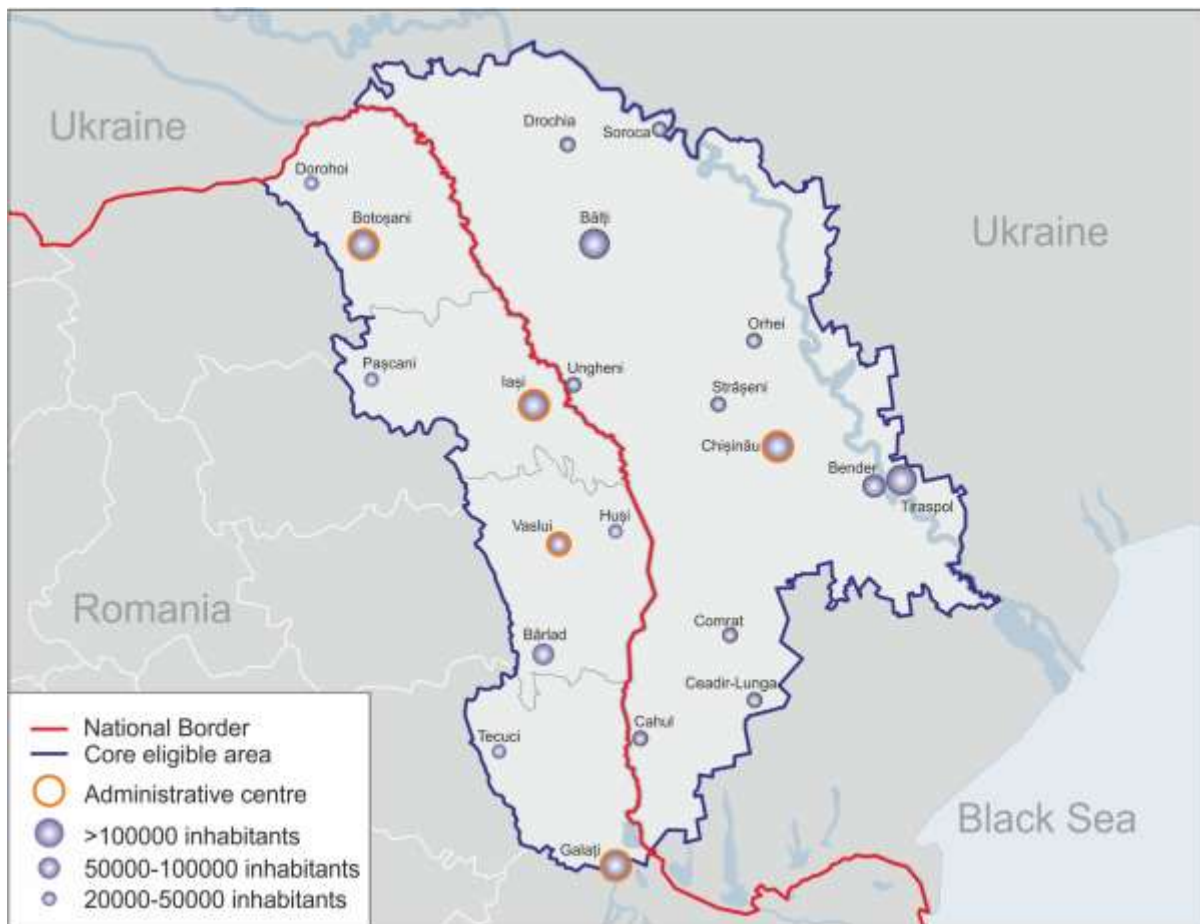 Ukraine
Drochia
Soroca
Dorohoi
Botoșani
Bălți
Ukraine
Orhei
Pașcani
Iași
Ungheni
Strășeni
Chișinău
Bender
Tiraspol
Huși
Vaslui
Romania
Comrat
Bârlad
Ceadir-Lunga
Cahul
Tecuci
Black Sea
Galați
National Border
Core eligible area
Administrative centre
>100000 inhabitants
50000-100000 inhabitants
20000-50000 inhabitants